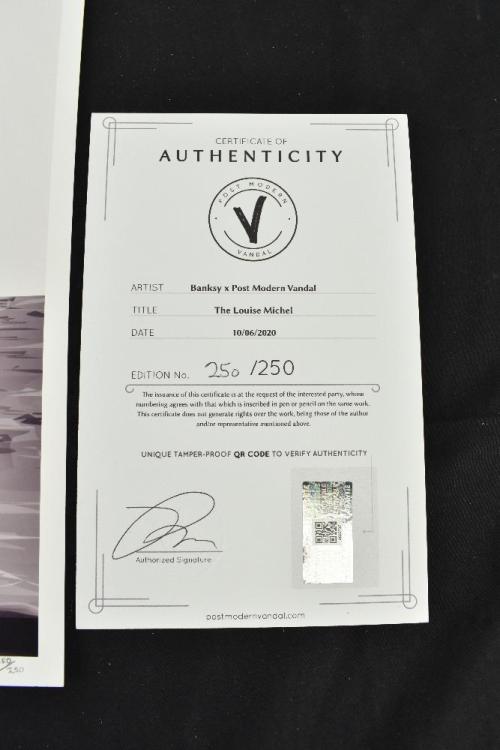 CERTIFICATE OF
AUTHENTICITY
POST MODERN
V
VANDAL
ARTIST Banksy x Post Modern Vandal
TITLE The Louise Michel
DATE 10/06/2020
EDITION No. 250 /250
The issuance of this certificate is at the request of the interested party, whose
numbering agrees with that which is inscribed in pen or pencil on the same work.
This certificate does not generate rights over the work, being those of the author
and/or representative mentioned above.
UNIQUE TAMPER-PROOF QR CODE TO VERIFY AUTHENTICITY
Authorized Signature
postmodernvandal.com
250